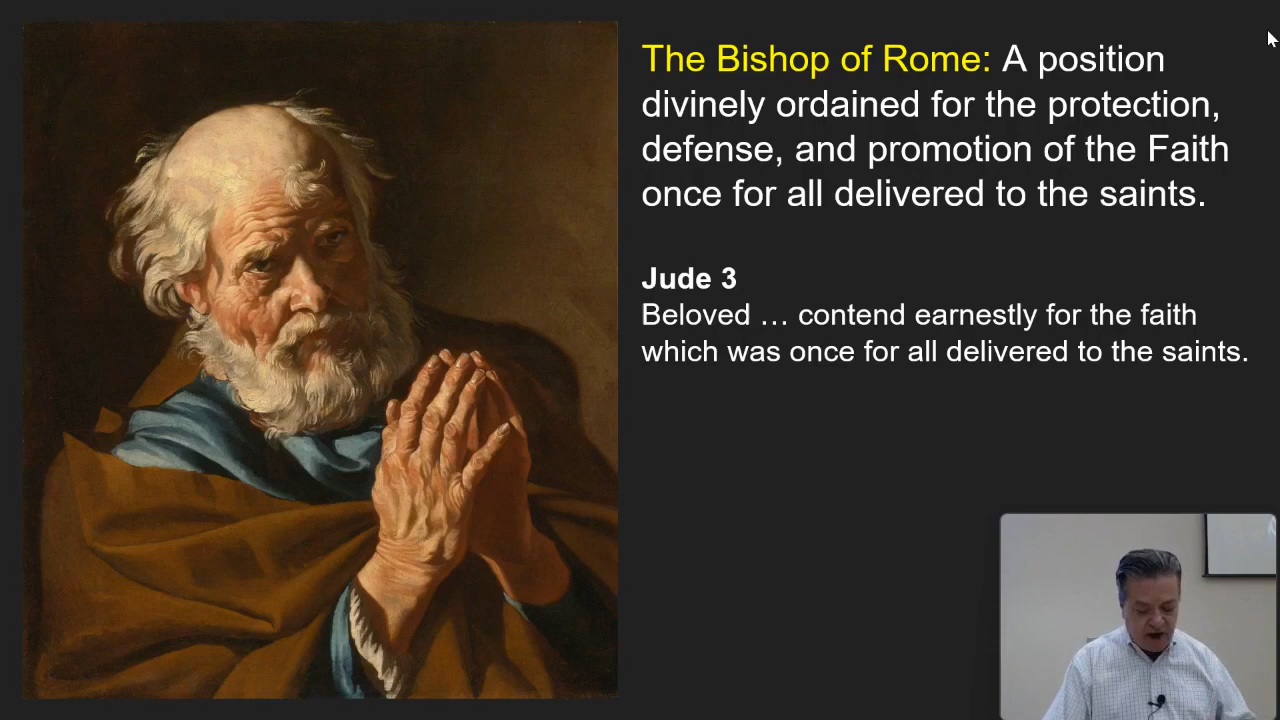 The Bishop of Rome: A position
divinely ordained for the protection,
defense, and promotion of the Faith
once for all delivered to the saints.
Jude 3
Beloved … contend earnestly for the faith
which was once for all delivered to the saints.